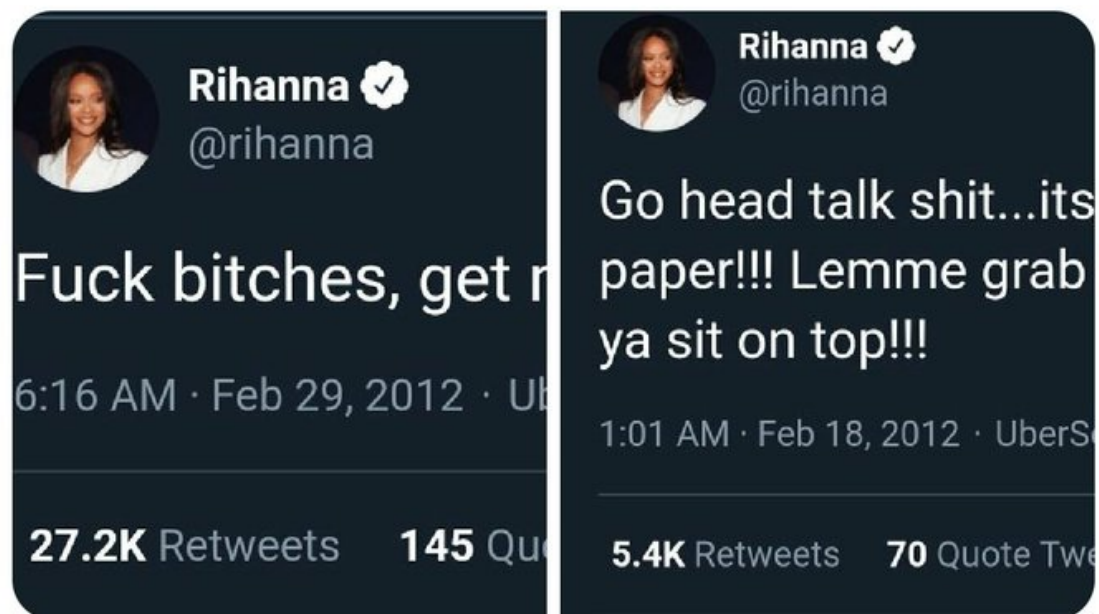 Rihanna
@rihanna
Fuck bitches, get
6:16 AM · Feb 29, 2012 ·
27.2K Retweets 145
Rihanna
@rihanna
Go head talk shit...its
paper!!! Lemme grab
ya sit on top!!!
1:01 AM · Feb 18, 2012 ·
5.4K Retweets 70 Quote